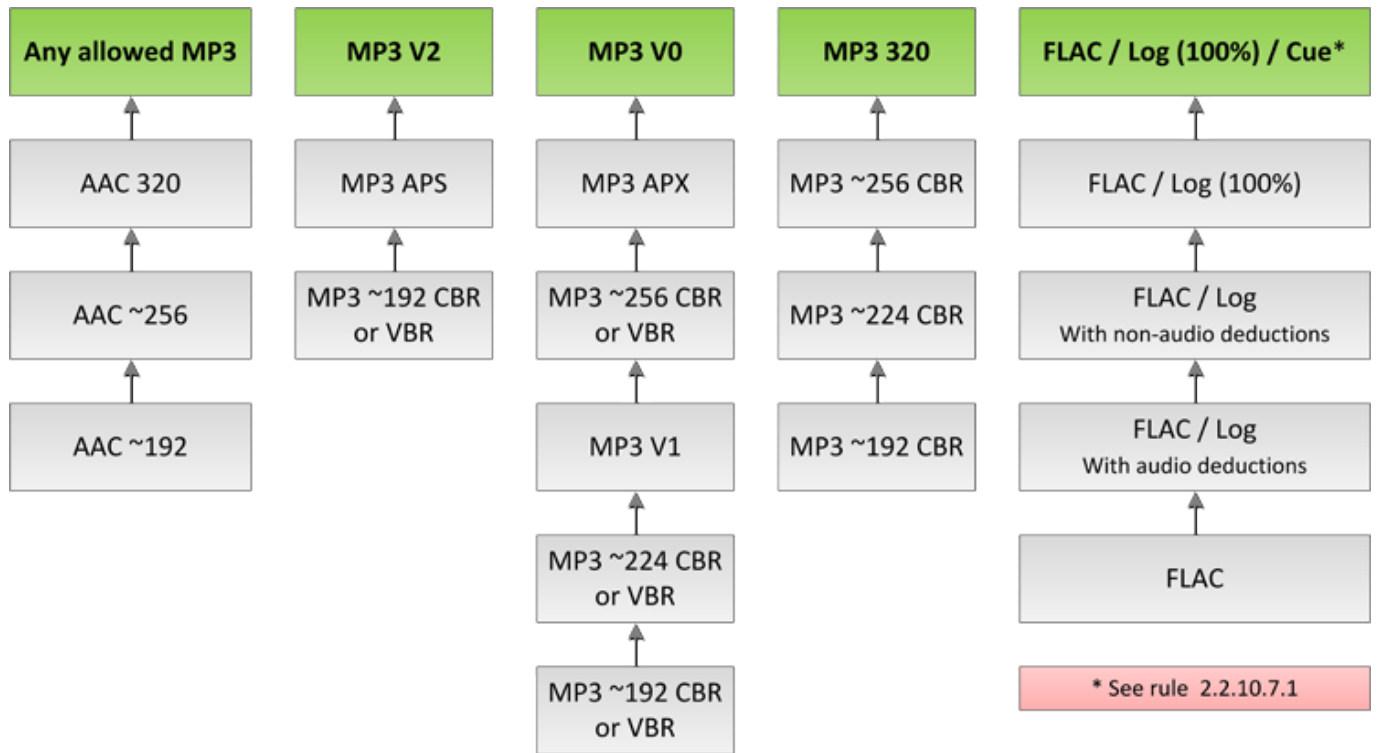 Any allowed MP3
AAC 320
AAC ~256
AAC ~192
MP3 V2
MP3 APS
MP3 ~192 CBR
or VBR
MP3 V0
MP3 APX
MP3 ~256 CBR
or VBR
MP3 V1
MP3 ~224 CBR
or VBR
MP3 ~192 CBR
or VBR
MP3 320
MP3 ~256 CBR
MP3 ~224 CBR
MP3 ~192 CBR
FLAC / Log (100%) / Cue*
FLAC / Log (100%)
FLAC / Log
With non-audio deductions
FLAC / Log
With audio deductions
FLAC
* See rule 2.2.10.7.1